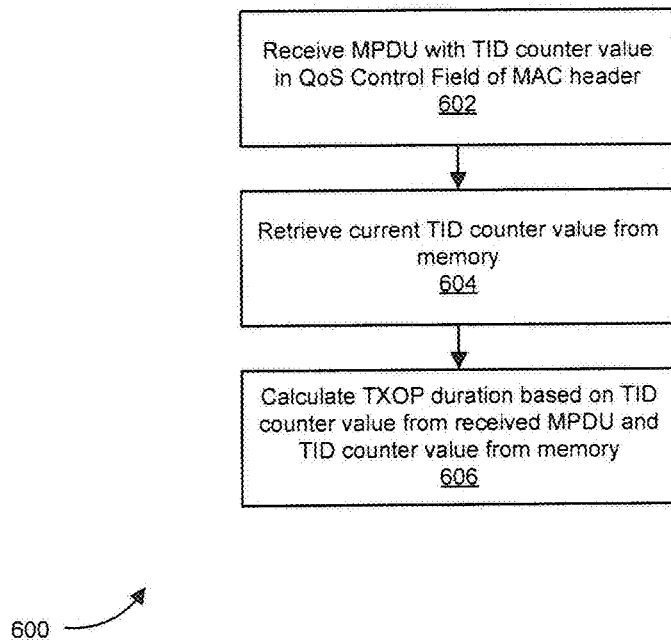 Receive MPDU with TID counter value
in QoS Control Field of MAC header
602
Retrieve current TID counter value from
memory
604
Calculate TXOP duration based on TID
counter value from received MPDU and
TID counter value from memory
606
600